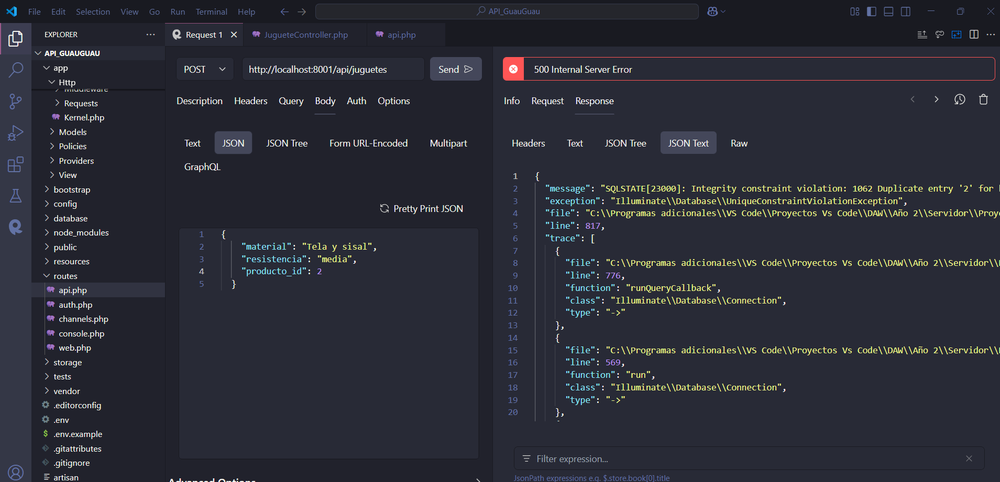 File Edit Selection View Go Run Terminal Help
API_GuauGuau
EXPLORER
API_GUAUGUAU
app
Http
Middleware
Requests
Kernel.php
Models
Policies
Providers
View
bootstrap
config
database
node_modules
public
resources
routes
api.php
auth.php
channels.php
console.php
web.php
storage
tests
vendor
.editorconfig
.env
.env.example
.gitattributes
.gitignore
artisan
Request 1
JugueteController.php
api.php
POST
http://localhost:8001/api/juguetes
Send
Description Headers Query Body Auth Options
Text JSON JSON Tree Form URL-Encoded Multipart
GraphQL
Pretty Print JSON
1 {
2 "material": "Tela y sisal",
3 "resistencia": "media",
4 "producto_id": 2
5 }
Advanced Options
500 Internal Server Error
Info Request Response
Headers Text JSON Tree JSON Text Raw
1 {
2 "message": "SQLSTATE[23000]: Integrity constraint violation: 1062 Duplicate entry '2' for
3 "exception": "Illuminate\\Database\\UniqueConstraintViolationException",
4 "file": "C:\\Programas adicionales\\VS Code\\Proyectos Vs Code\\DAW\\Año 2\\Servidor\\Proy
5 "line": 817,
6 "trace": [
7 {
8 "file": "C:\\Programas adicionales\\VS Code\\Proyectos Vs Code\\DAW\\Año 2\\Servidor\\
9 "line": 776,
10 "function": "runQueryCallback",
11 "class": "Illuminate\\Database\\Connection",
12 "type": "->"
13 },
14 {
15 "file": "C:\\Programas adicionales\\VS Code\\Proyectos Vs Code\\DAW\\Año 2\\Servidor\\
16 "line": 569,
17 "function": "run",
18 "class": "Illuminate\\Database\\Connection",
19 "type": "->"
20 },
Filter expression...
JsonPath expressions e.g. $.store.book[0].title